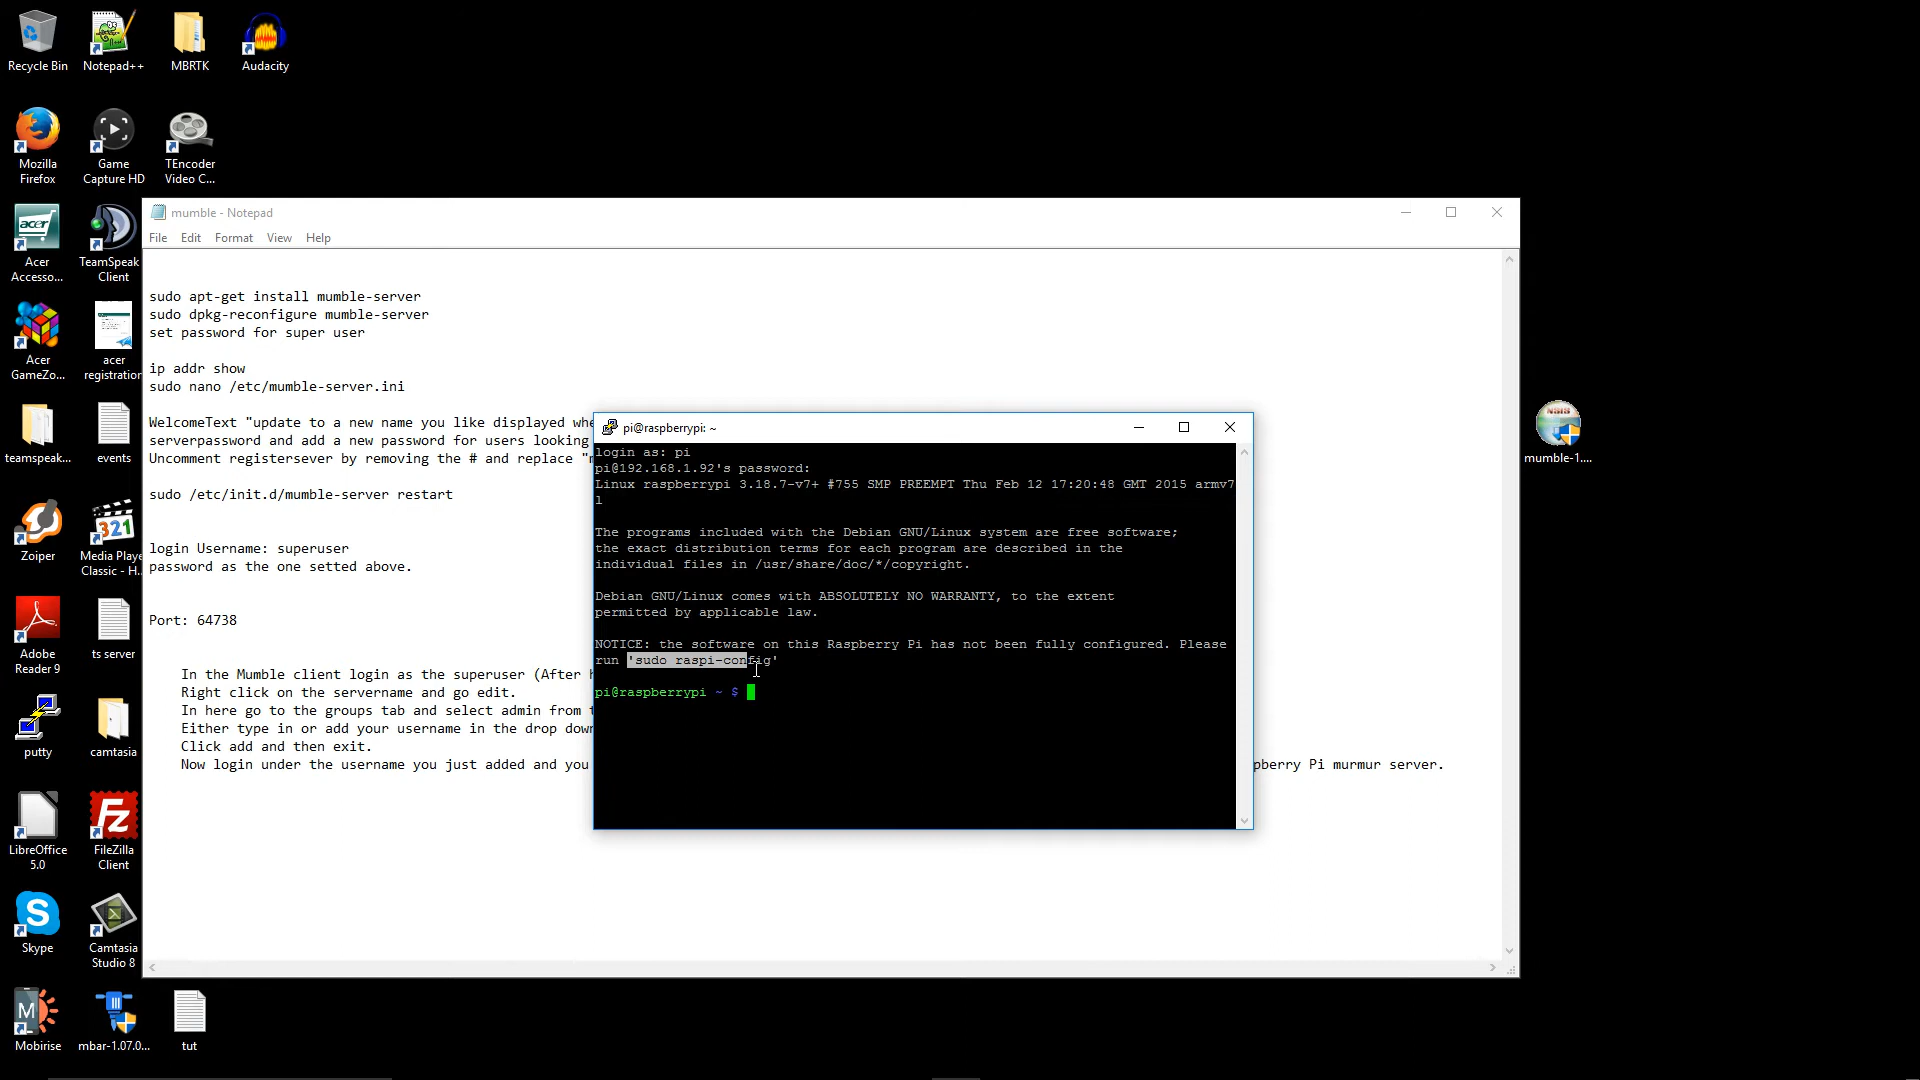 Recycle Bin
Notepad++
MBRTK
Audacity
Mozilla
Firefox
Game
Capture HD
TEncoder
Video C...
Acer
Accesso...
TeamSpeak
Client
Acer
GameZo...
acer
registration
teamspeak...
events
Zoiper
Media Playe
Classic - H...
Adobe
Reader 9
ts server
putty
camtasia
LibreOffice
5.0
FileZilla
Client
Skype
Camtasia
Studio 8
Mobirise
mbar-1.07.0...
tut
mumble-1....
mumble - Notepad
File Edit Format View Help
sudo apt-get install mumble-server
sudo dpkg-reconfigure mumble-server
set password for super user
ip addr show
sudo nano /etc/mumble-server.ini
WelcomeText "update to a new name you like displayed whe
serverpassword and add a new password for users looking
Uncomment registersever by removing the # and replace "
sudo /etc/init.d/mumble-server restart
login Username: superuser
password as the one setted above.
Port: 64738
In the Mumble client login as the superuser (After h
Right click on the servername and go edit.
In here go to the groups tab and select admin from t
Either type in or add your username in the drop down
Click add and then exit.
Now login under the username you just added and you
pberry Pi murmur server.
pi@raspberrypi: ~
login as: pi
pi@192.168.1.92's password:
Linux raspberrypi 3.18.7-v7+ #755 SMP PREEMPT Thu Feb 12 17:20:48 GMT 2015 armv7
l
The programs included with the Debian GNU/Linux system are free software;
the exact distribution terms for each program are described in the
individual files in /usr/share/doc/*/copyright.
Debian GNU/Linux comes with ABSOLUTELY NO WARRANTY, to the extent
permitted by applicable law.
NOTICE: the software on this Raspberry Pi has not been fully configured. Please
run 'sudo raspi-config'
pi@raspberrypi ~ $